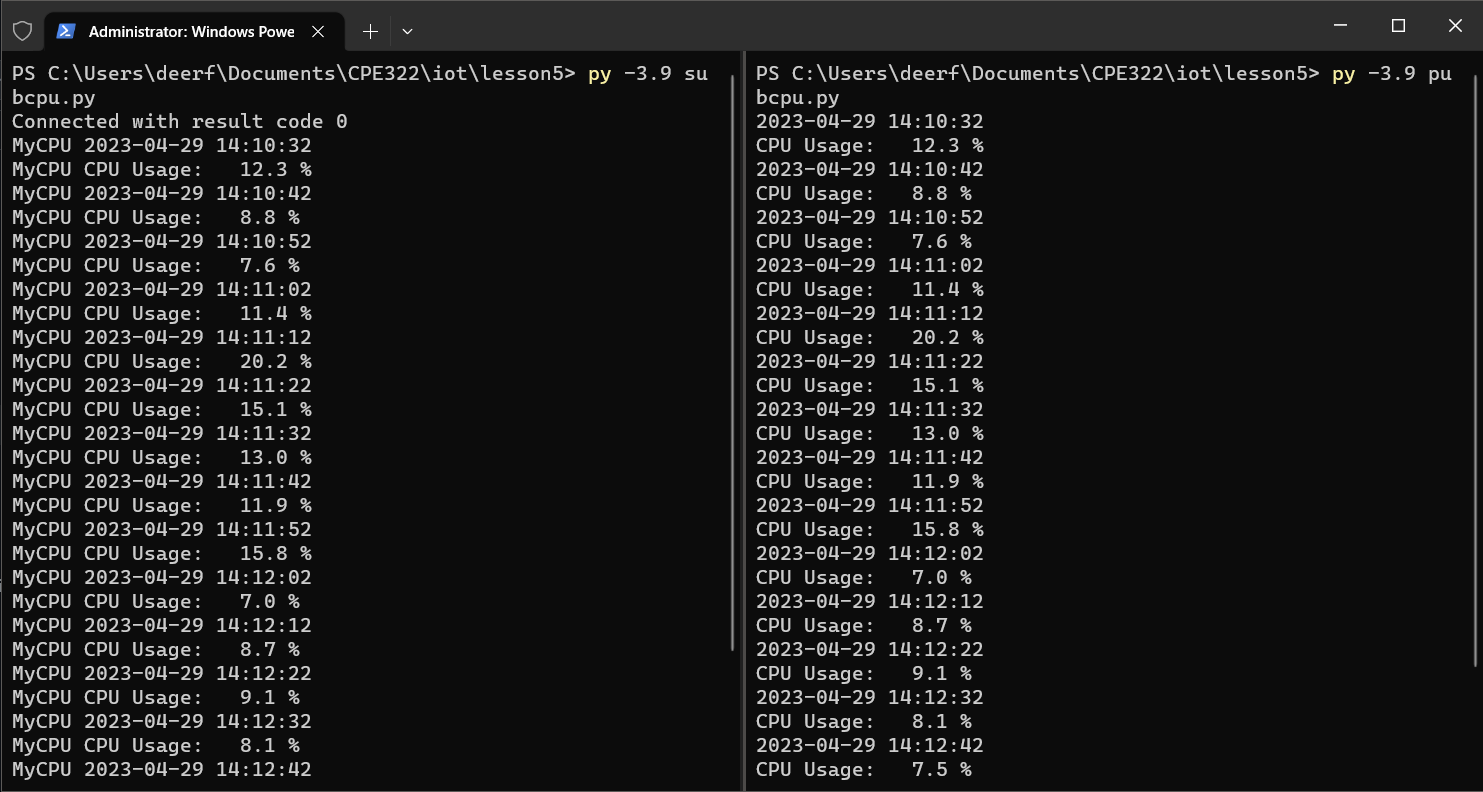 Administrator: Windows Powe
PS C:\Users\deerf\Documents\CPE322\iot\lesson5> py -3.9 su
bcpu.py
Connected with result code 0
MyCPU 2023-04-29 14:10:32
MyCPU CPU Usage:   12.3 %
MyCPU 2023-04-29 14:10:42
MyCPU CPU Usage:   8.8 %
MyCPU 2023-04-29 14:10:52
MyCPU CPU Usage:   7.6 %
MyCPU 2023-04-29 14:11:02
MyCPU CPU Usage:   11.4 %
MyCPU 2023-04-29 14:11:12
MyCPU CPU Usage:   20.2 %
MyCPU 2023-04-29 14:11:22
MyCPU CPU Usage:   15.1 %
MyCPU 2023-04-29 14:11:32
MyCPU CPU Usage:   13.0 %
MyCPU 2023-04-29 14:11:42
MyCPU CPU Usage:   11.9 %
MyCPU 2023-04-29 14:11:52
MyCPU CPU Usage:   15.8 %
MyCPU 2023-04-29 14:12:02
MyCPU CPU Usage:   7.0 %
MyCPU 2023-04-29 14:12:12
MyCPU CPU Usage:   8.7 %
MyCPU 2023-04-29 14:12:22
MyCPU CPU Usage:   9.1 %
MyCPU 2023-04-29 14:12:32
MyCPU CPU Usage:   8.1 %
MyCPU 2023-04-29 14:12:42
PS C:\Users\deerf\Documents\CPE322\iot\lesson5> py -3.9 pu
bcpu.py
2023-04-29 14:10:32
CPU Usage:   12.3 %
2023-04-29 14:10:42
CPU Usage:   8.8 %
2023-04-29 14:10:52
CPU Usage:   7.6 %
2023-04-29 14:11:02
CPU Usage:   11.4 %
2023-04-29 14:11:12
CPU Usage:   20.2 %
2023-04-29 14:11:22
CPU Usage:   15.1 %
2023-04-29 14:11:32
CPU Usage:   13.0 %
2023-04-29 14:11:42
CPU Usage:   11.9 %
2023-04-29 14:11:52
CPU Usage:   15.8 %
2023-04-29 14:12:02
CPU Usage:   7.0 %
2023-04-29 14:12:12
CPU Usage:   8.7 %
2023-04-29 14:12:22
CPU Usage:   9.1 %
2023-04-29 14:12:32
CPU Usage:   8.1 %
2023-04-29 14:12:42
CPU Usage:   7.5 %